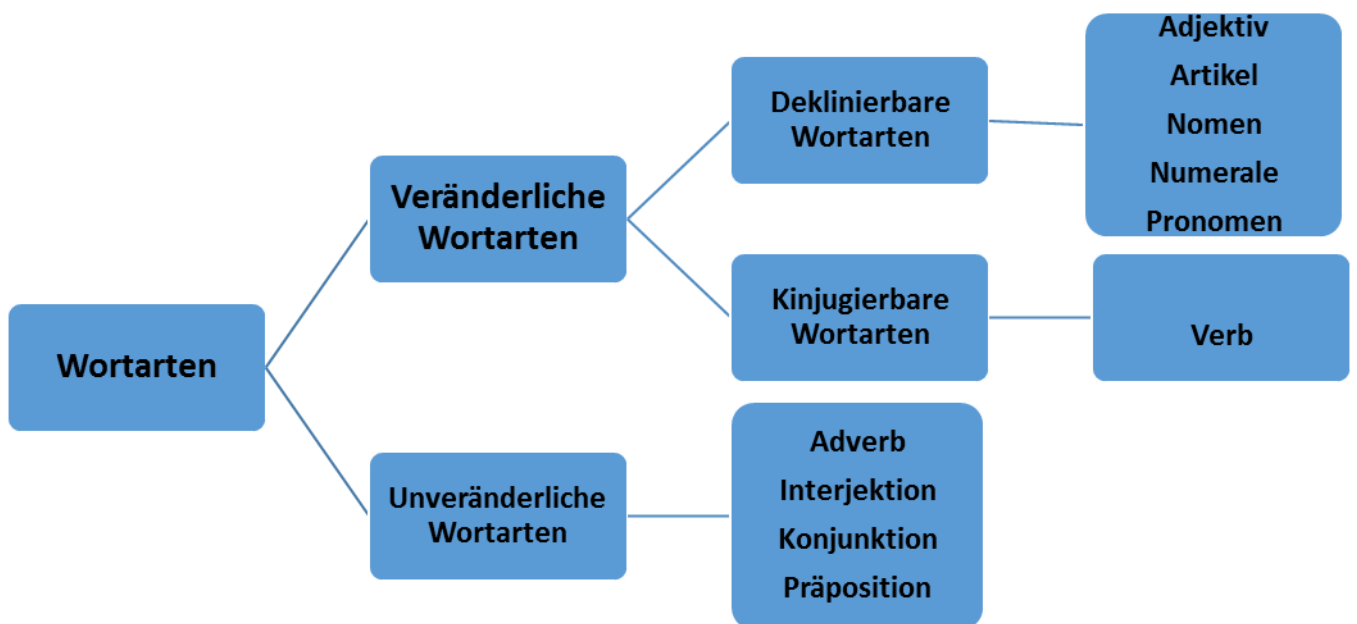 Wortarten
Veränderliche
Wortarten
Deklinierbare
Wortarten
Adjektiv
Artikel
Nomen
Numerale
Pronomen
Kinjugierbare
Wortarten
Verb
Unveränderliche
Wortarten
Adverb
Interjektion
Konjunktion
Präposition